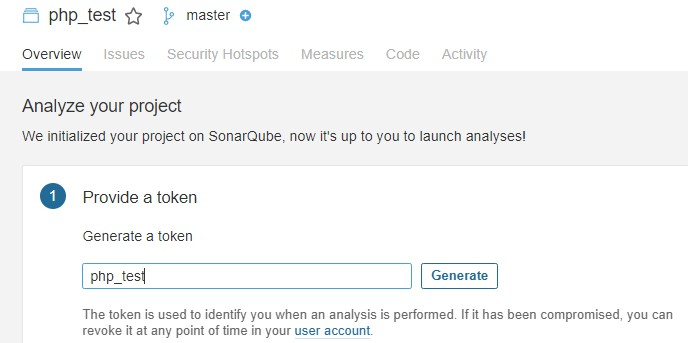 php_test master
Overview Issues Security Hotspots Measures Code Activity
Analyze your project
We initialized your project on SonarQube, now it's up to you to launch analyses!
1 Provide a token
Generate a token
php_test Generate
The token is used to identify you when an analysis is performed. If it has been compromised, you can
revoke it at any point of time in your user account.